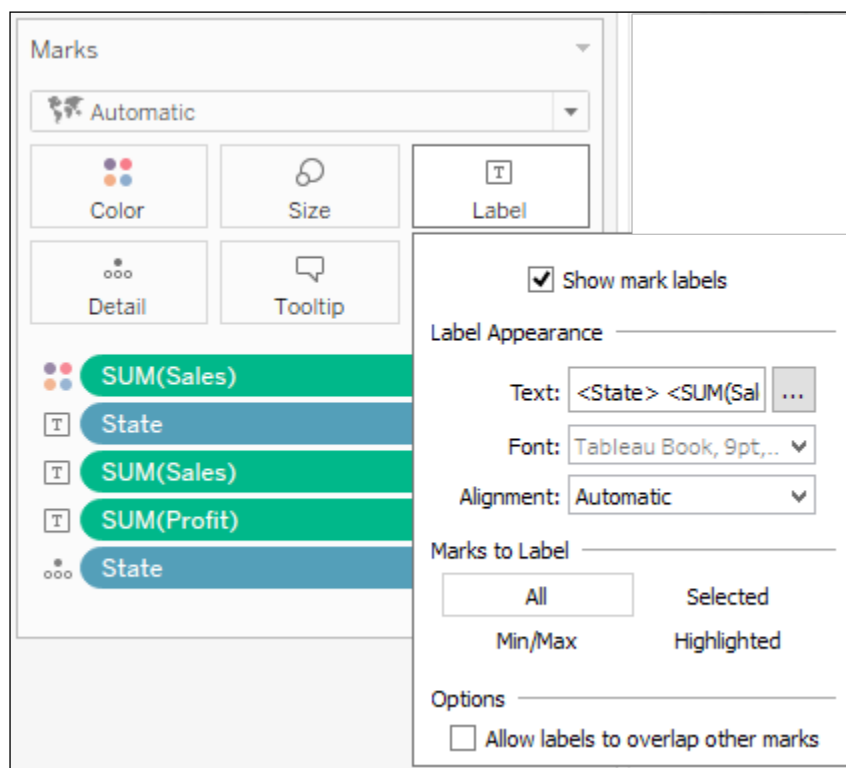 Marks
Automatic
Color Size Label
Detail Tooltip
SUM(Sales)
T State
T SUM(Sales)
T SUM(Profit)
State
Show mark labels
Label Appearance
Text: <State> <SUM(Sal ...
Font: Tableau Book, 9pt,..
Alignment: Automatic
Marks to Label
All Selected
Min/Max Highlighted
Options
Allow labels to overlap other marks